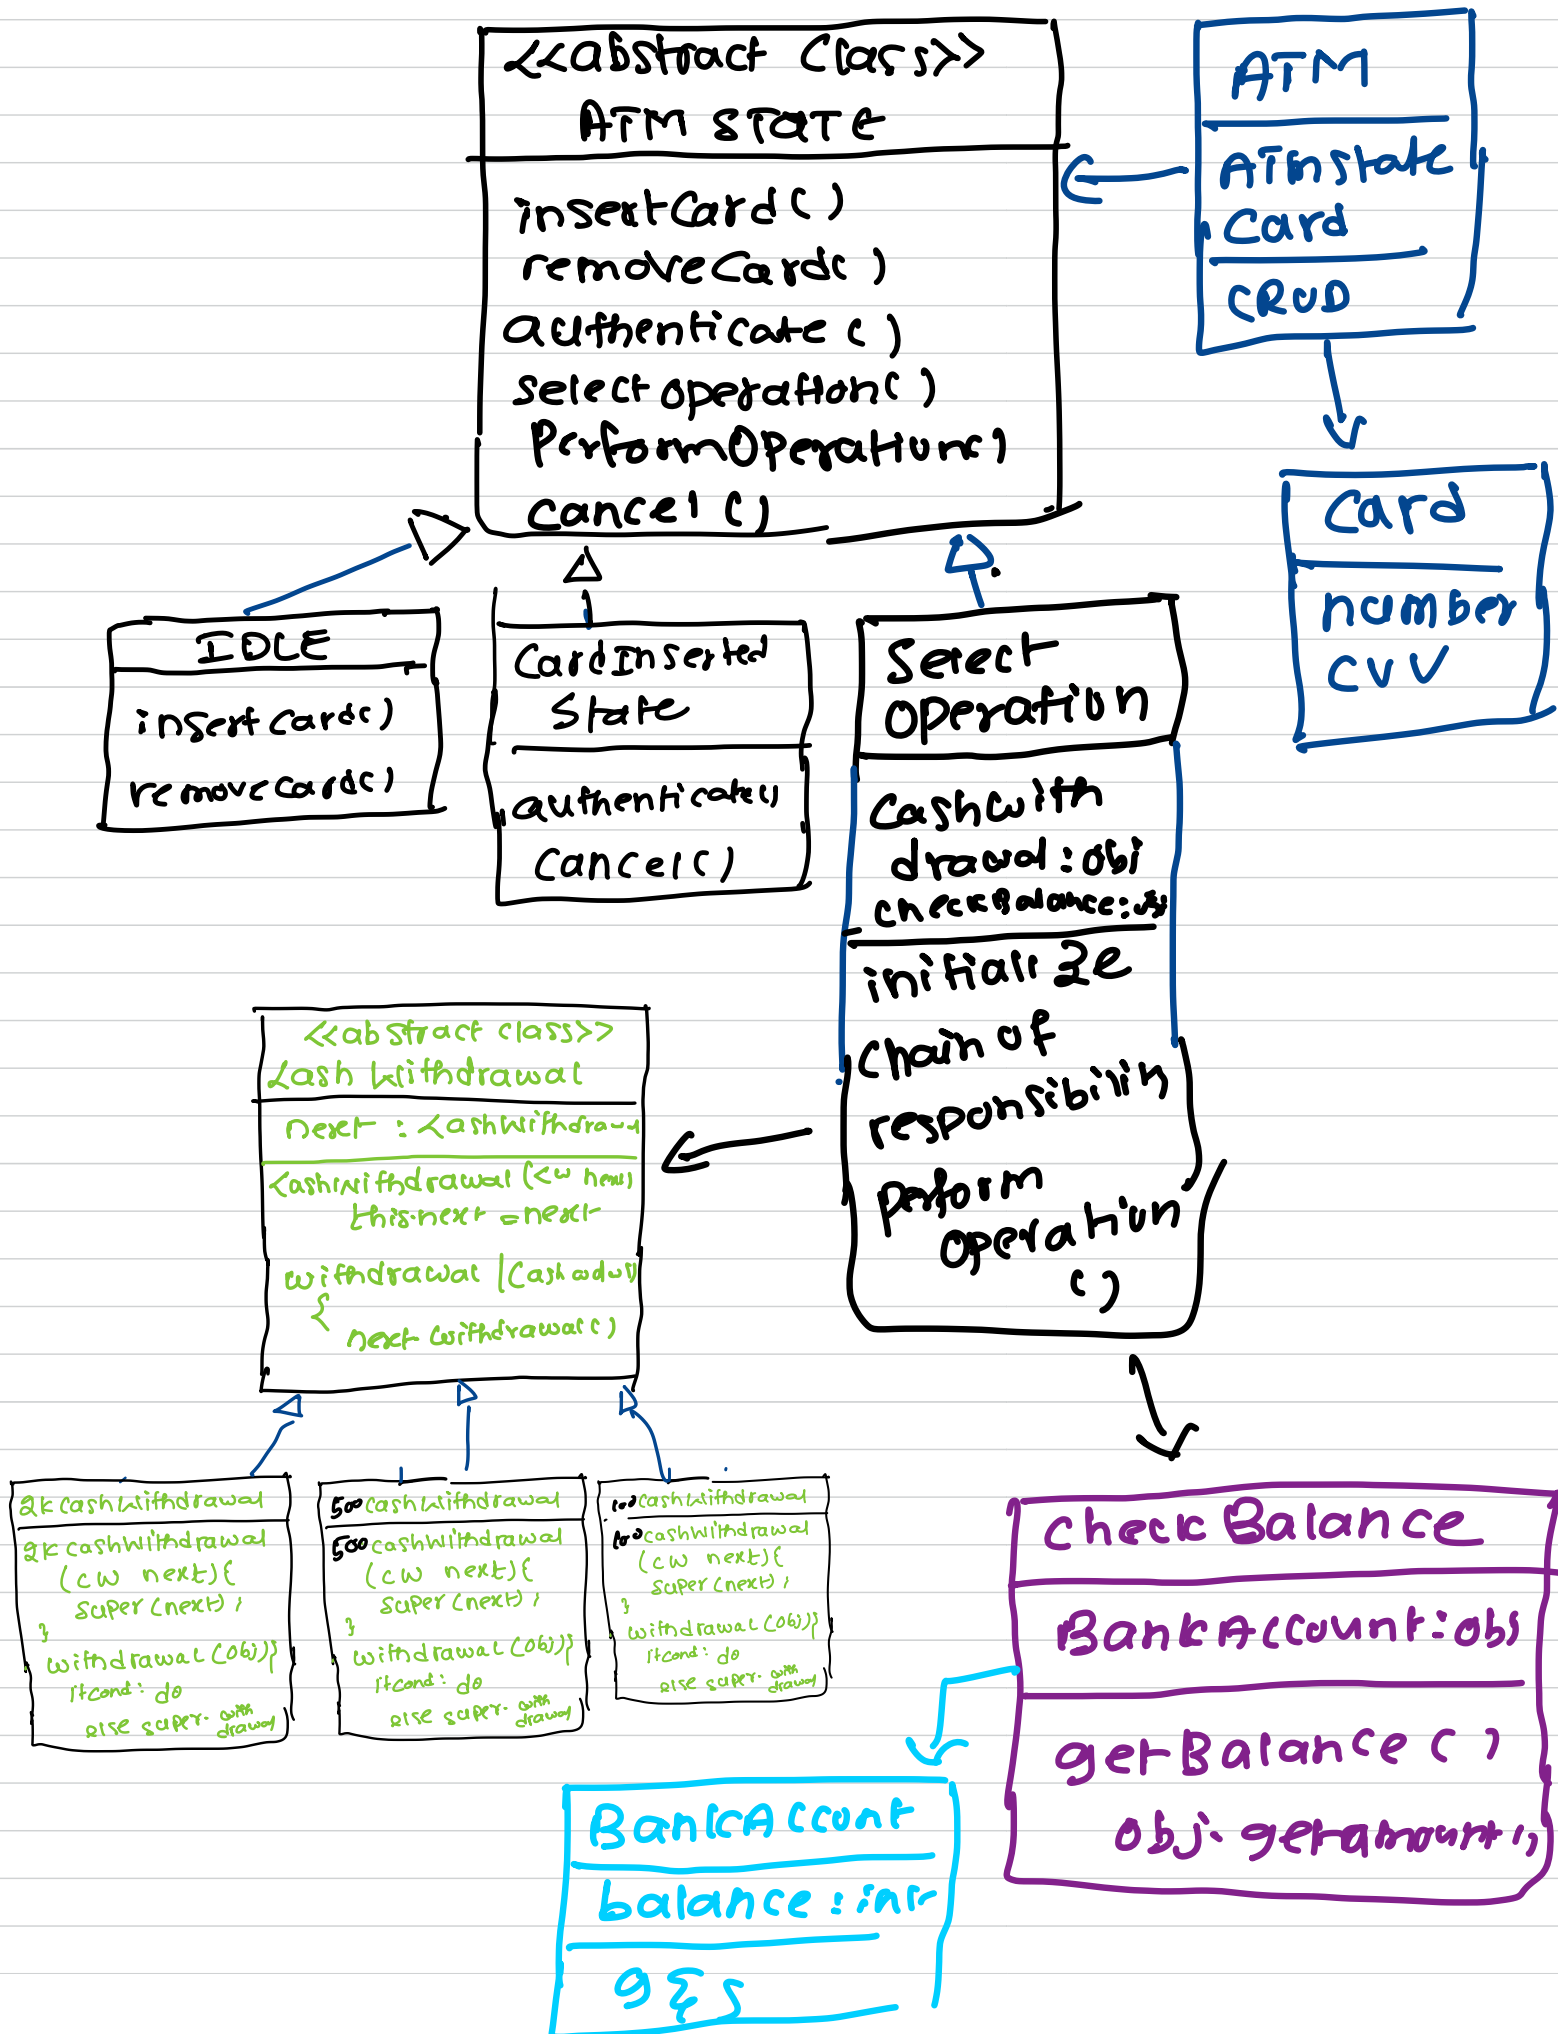 <<abstract Class>>
ATM STATE
insertCard()
removeCard()
authenticate()
selectoperation()
PerformOPeration()
cancel()
ATM
ATMstate
Card
CRUD
Card
number
CVV
IDLE
insertcard()
removecard()
CardInserted
State
authenticate()
cancel()
Select
operation
Cashwith
drawal:obj
checkBalance:
initialize
Chain of
responsibility
perform
operation
()
<<abstract class>>
Cash Withdrawal
next : Cashwithdrawl
Cashwithdrawal (cw next)
this.next = next
withdrawal
{
next withdrawal()
2k cashwithdrawal
2k cashwithdrawal
(cw next){
super(next);
}
withdrawal(obj){
if cond: do
else super. with
drawal
500 cashwithdrawal
500 cashwithdrawal
(cw next){
super(next);
}
withdrawal(obj){
if cond: do
else super. with
drawal
100 cashwithdrawal
100 cashwithdrawal
(cw next){
super(next);
}
withdrawal(obj){
if cond: do
else super. with
drawal
check Balance
BankAccount:obj
getBalance()
obj.getamount()
BankAccount
balance:int
g & s